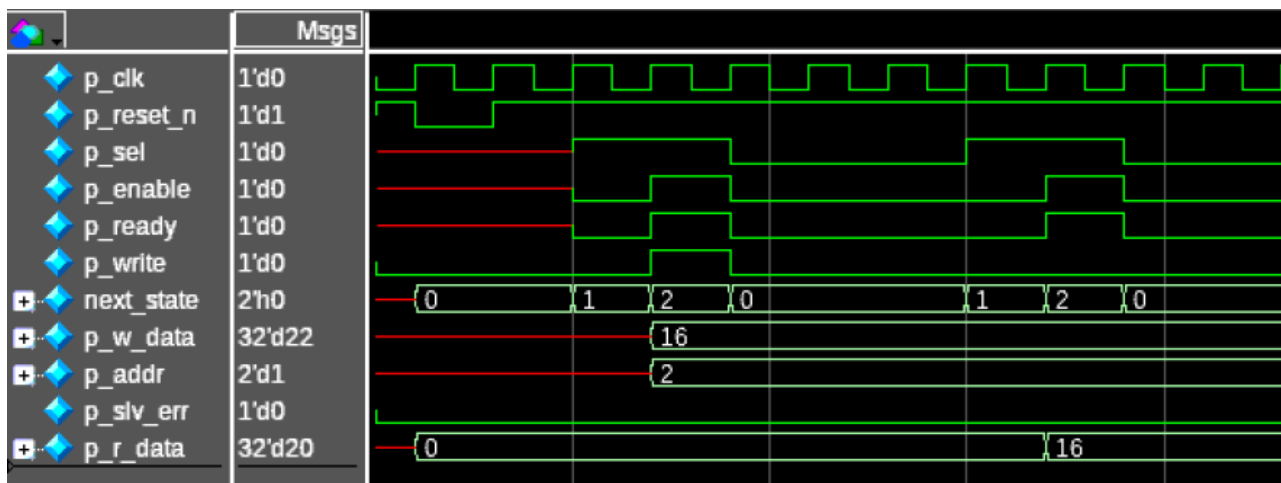 Msgs
p_clk 1'd0
p_reset_n 1'd1
p_sel 1'd0
p_enable 1'd0
p_ready 1'd0
p_write 1'd0
next_state 2'h0 0 1 2 0 1 2 0
p_w_data 32'd22 16
p_addr 2'd1 2
p_slv_err 1'd0
p_r_data 32'd20 0 16